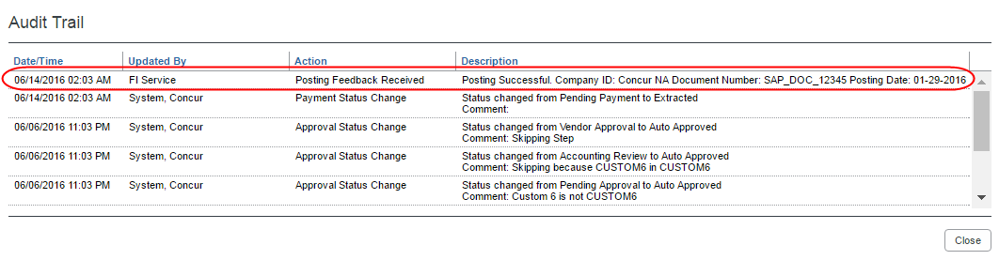 Audit Trail
Date/Time Updated By Action Description
06/14/2016 02:03 AM FI Service Posting Feedback Received Posting Successful. Company ID: Concur NA Document Number: SAP_DOC_12345 Posting Date: 01-29-2016
06/14/2016 02:03 AM System, Concur Payment Status Change Status changed from Pending Payment to Extracted
Comment:
06/06/2016 11:03 PM System, Concur Approval Status Change Status changed from Vendor Approval to Auto Approved
Comment: Skipping Step
06/06/2016 11:03 PM System, Concur Approval Status Change Status changed from Accounting Review to Auto Approved
Comment: Skipping because CUSTOM6 in CUSTOM6
06/06/2016 11:03 PM System, Concur Approval Status Change Status changed from Pending Approval to Auto Approved
Comment: Custom 6 is not CUSTOM6
Close